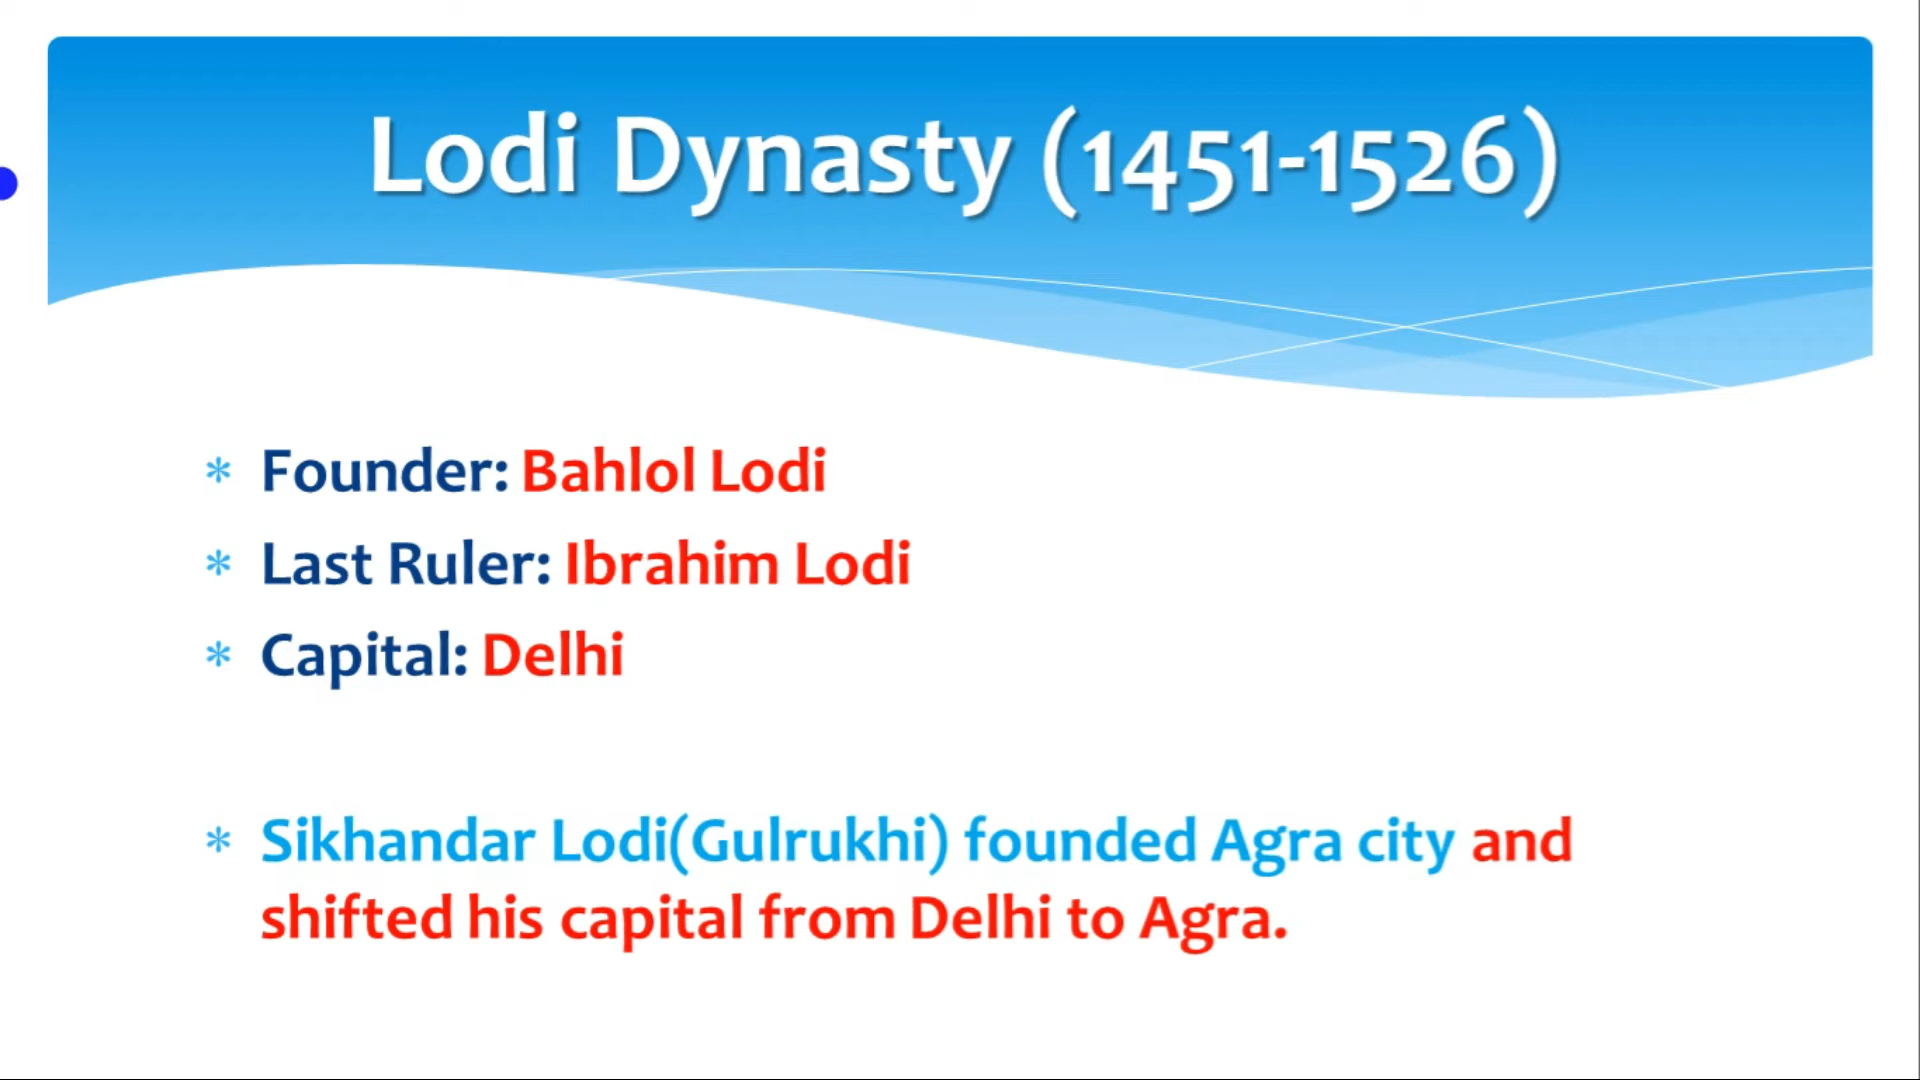 Lodi Dynasty (1451-1526)
* Founder: Bahlol Lodi
* Last Ruler: Ibrahim Lodi
* Capital: Delhi
* Sikhandar Lodi(Gulrukhi) founded Agra city and
shifted his capital from Delhi to Agra.